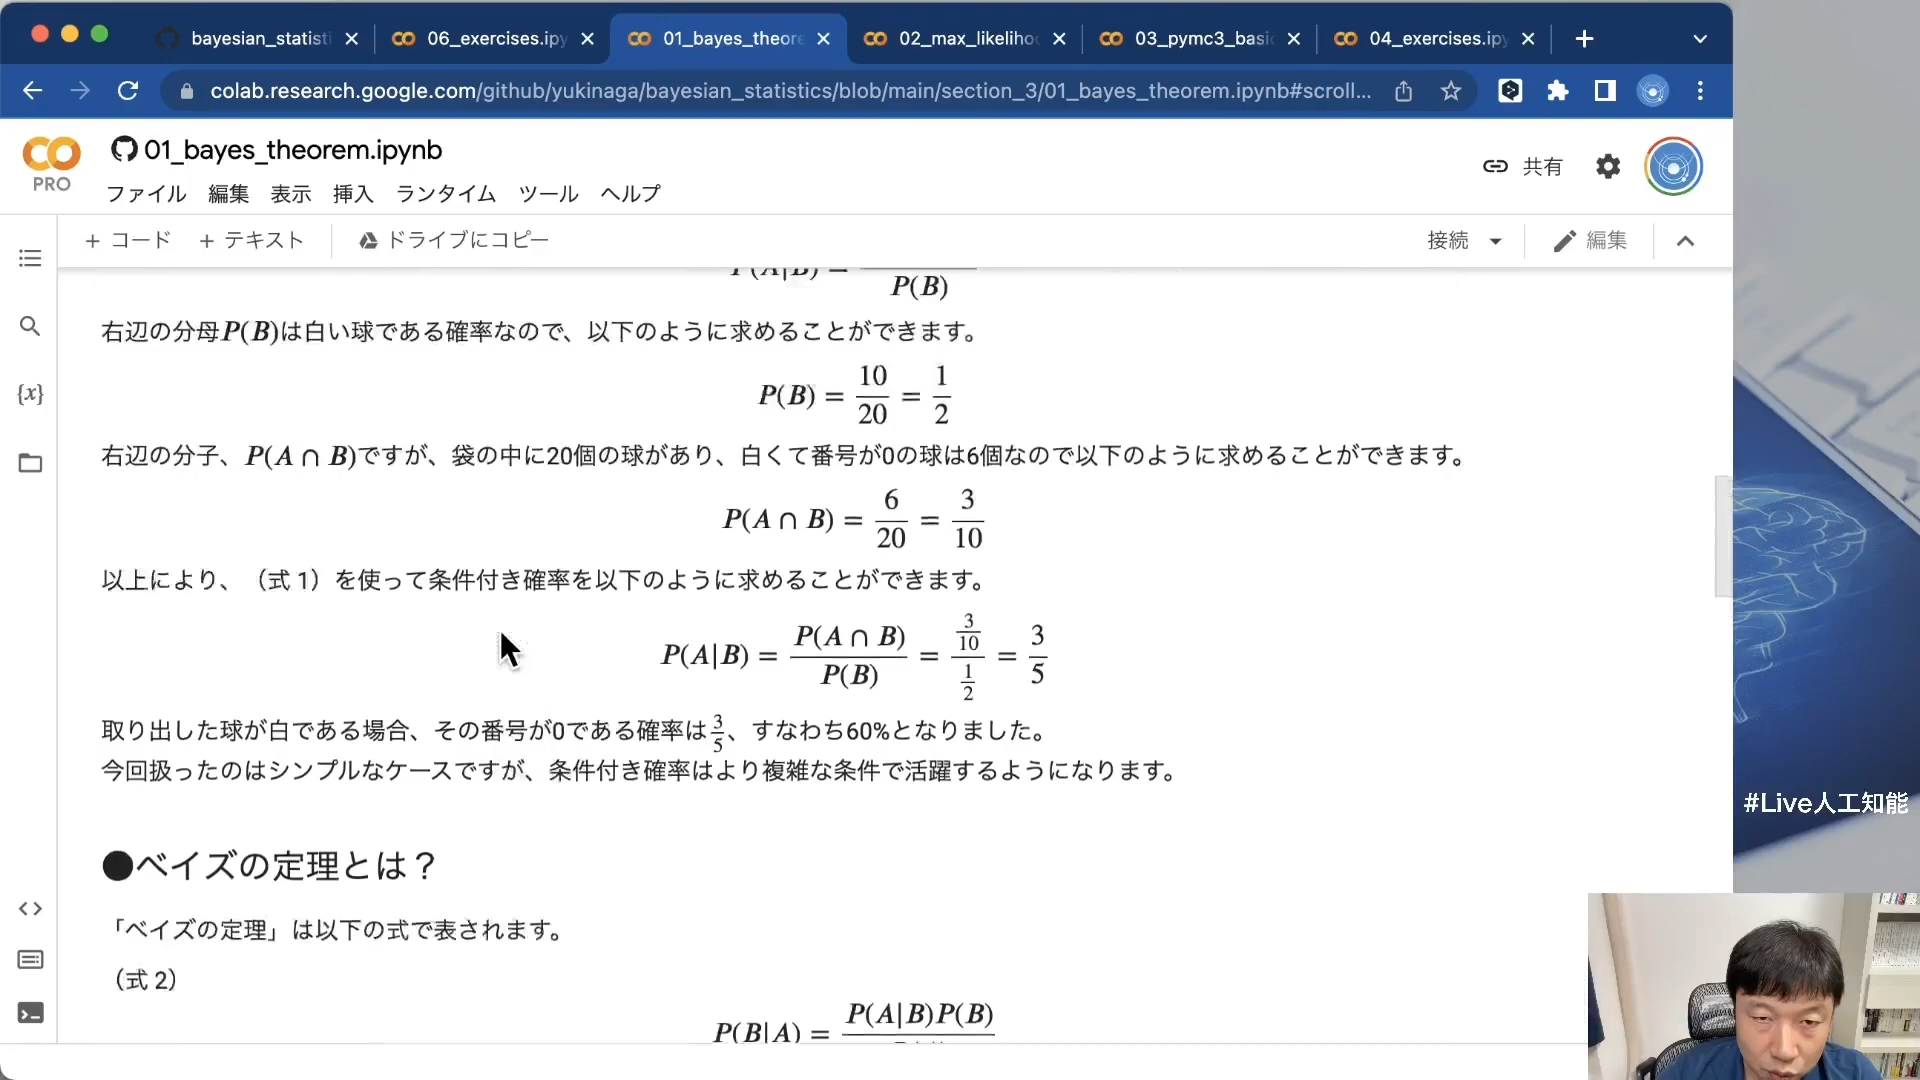 bayesian_statisti
06_exercises.ipy
01_bayes_theore
02_max_likeliho
03_pymc3_basi
04_exercises.ipy
colab.research.google.com/github/yukinaga/bayesian_statistics/blob/main/section_3/01_bayes_theorem.ipynb#scroll...
PRO
01_bayes_theorem.ipynb
ファイル 編集 表示 挿入 ランタイム ツール ヘルプ
共有
+ コード + テキスト ドライブにコピー
接続 編集
P(A|B) = 
P(B)
右辺の分母P(B)は白い球である確率なので、以下のように求めることができます。
P(B) = 10/20 = 1/2
右辺の分子、P(A ∩ B)ですが、袋の中に20個の球があり、白くて番号が0の球は6個なので以下のように求めることができます。
P(A ∩ B) = 6/20 = 3/10
以上により、（式 1）を使って条件付き確率を以下のように求めることができます。
P(A|B) = P(A ∩ B)/P(B) = (3/10)/(1/2) = 3/5
取り出した球が白である場合、その番号が0である確率は3/5、すなわち60%となりました。
今回扱ったのはシンプルなケースですが、条件付き確率はより複雑な条件で活躍するようになります。
●ベイズの定理とは？
「ベイズの定理」は以下の式で表されます。
（式 2）
P(B|A) = P(A|B)P(B)
{x}
#Live人工知能